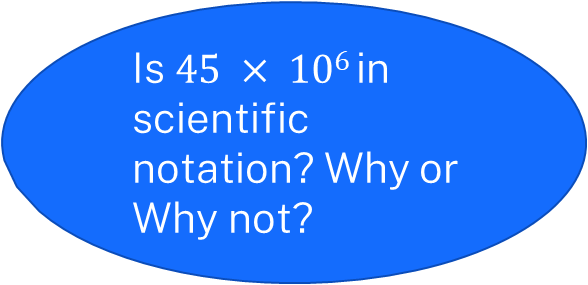 Is 45 × 10⁶ in
scientific
notation? Why or
Why not?